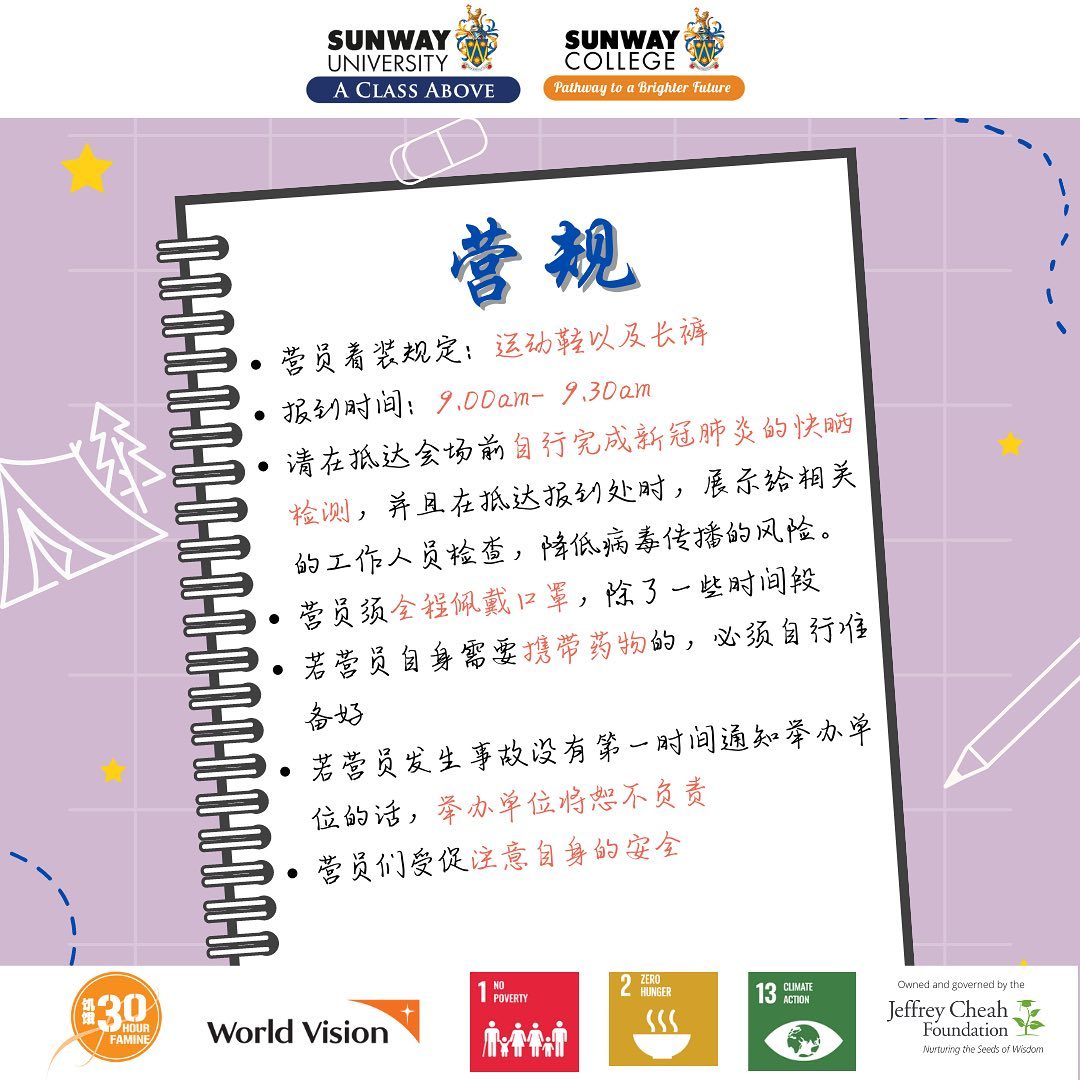 SUNWAY UNIVERSITY
A CLASS ABOVE
SUNWAY COLLEGE
Pathway to a Brighter Future
营规
• 营员着装规定：运动鞋以及长裤
• 报到时间：9.00am- 9.30am
• 请在抵达会场前自行完成新冠肺炎的快晒
检测，并且在抵达报到处时，展示给相关
的工作人员检查，降低病毒传播的风险。
• 营员须全程佩戴口罩，除了一些时间段
• 若营员自身需要携带药物的，必须自行准
备好
• 若营员发生事故没有第一时间通知举办单
位的话，举办单位将恕不负责
• 营员们受促注意自身的安全
饥饿 30
HOUR
FAMINE
World Vision
1 NO
POVERTY
2 ZERO
HUNGER
13 CLIMATE
ACTION
Owned and governed by the
Jeffrey Cheah
Foundation
Nurturing the Seeds of Wisdom